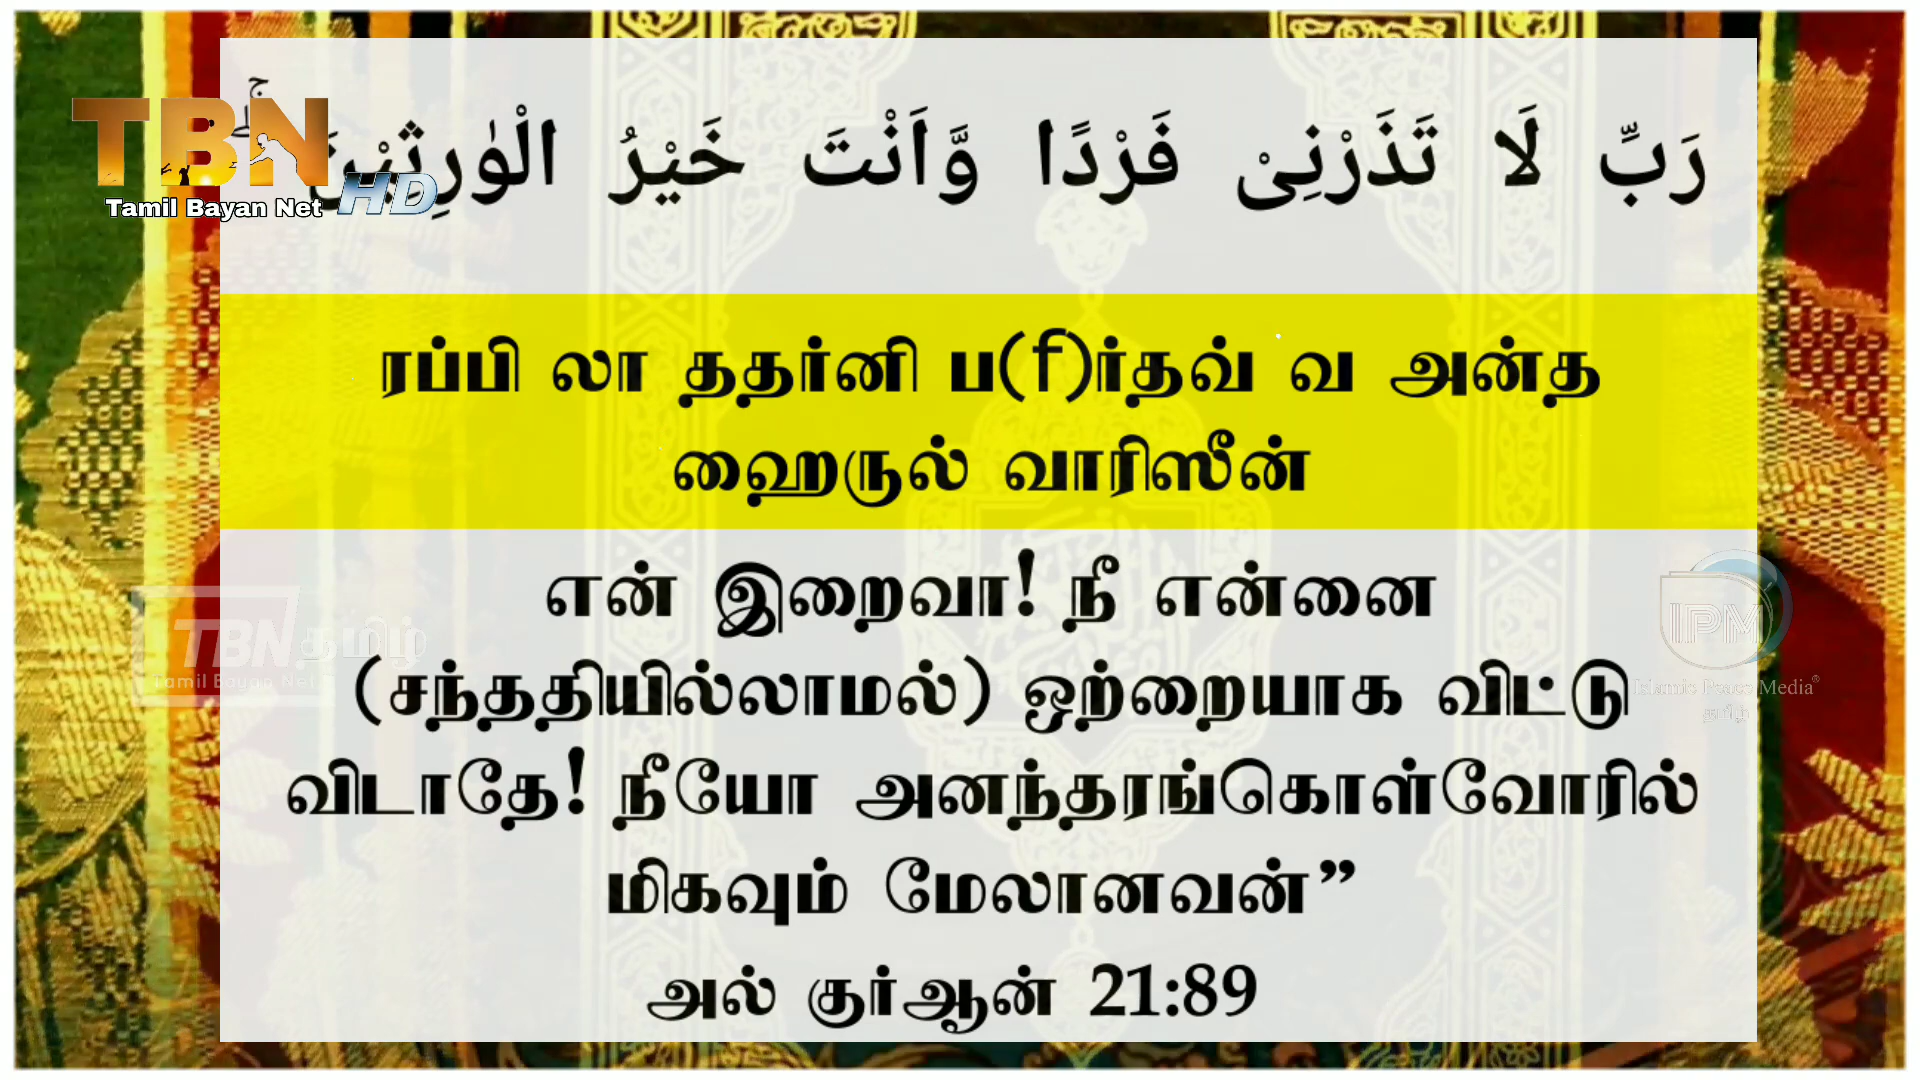 رَبِّ لَا تَذَرْنِیْ فَرْدًا وَّاَنْتَ خَیْرُ الْوٰرِثِیْنَ
TBN HD
Tamil Bayan Net
ரப்பி லா ததர்னி ப(f)ர்தவ் வ அன்த
ஹைருல் வாரிஸீன்
என் இறைவா! நீ என்னை
(சந்ததியில்லாமல்) ஒற்றையாக விட்டு
விடாதே! நீயோ அனந்தரங்கொள்வோரில்
மிகவும் மேலானவன்”
அல் குர்ஆன் 21:89
TBN தமிழ்
Tamil Bayan Net
IPM
Islamic Peace Media®
தமிழ்